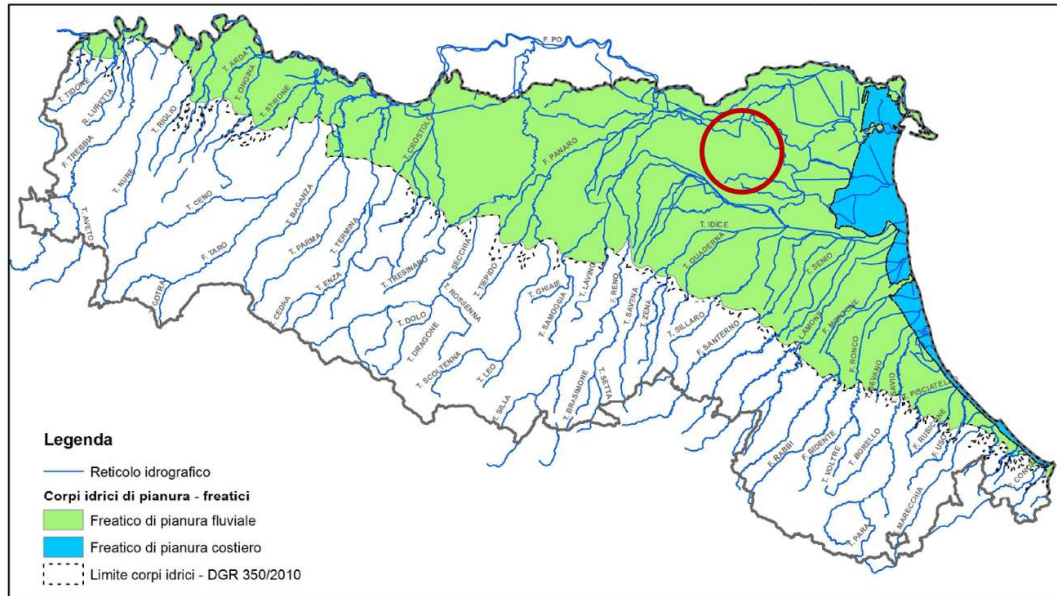 F. PO
T. ARDA
T. ONGINA
T. STIRONE
T. TIDONE
R. LURETTA
T. RIGLIO
F. TREBBIA
T. NURE
T. AVETO
T. CENO
F. TARO
T. BAGANZA
T. PARMA
T. TERMINA
T. CROSTOLO
F. PANARO
T. ENZA
T. TRESINARO
F. SECCHIA
T. TIEPIDO
GOTRA
CEDRA
T. DOLO
T. DRAGONE
T. ROSSENNA
T. SCOLTENNA
T. LEO
T. GHIAIE
T. SAMOGGIA
T. LAVINO
F. RENO
T. SAVENA
T. ZENA
T. IDICE
T. QUADERNA
T. SILLARO
F. SANTERNO
T. SENIO
LAMONE
F. MONTONE
F. RONCO
BEVANO
SAVIO
PISCIATELLO
T. SILLA
T. BRASIMONE
T. SETTA
F. RABBI
F. BIDENTE
T. VOLTRE
T. BORELLO
F. RUBICONE
F. USO
MARECCHIA
F. CONCA
T. PARA
Legenda
Reticolo idrografico
Corpi idrici di pianura - freatici
Freatico di pianura fluviale
Freatico di pianura costiero
Limite corpi idrici - DGR 350/2010